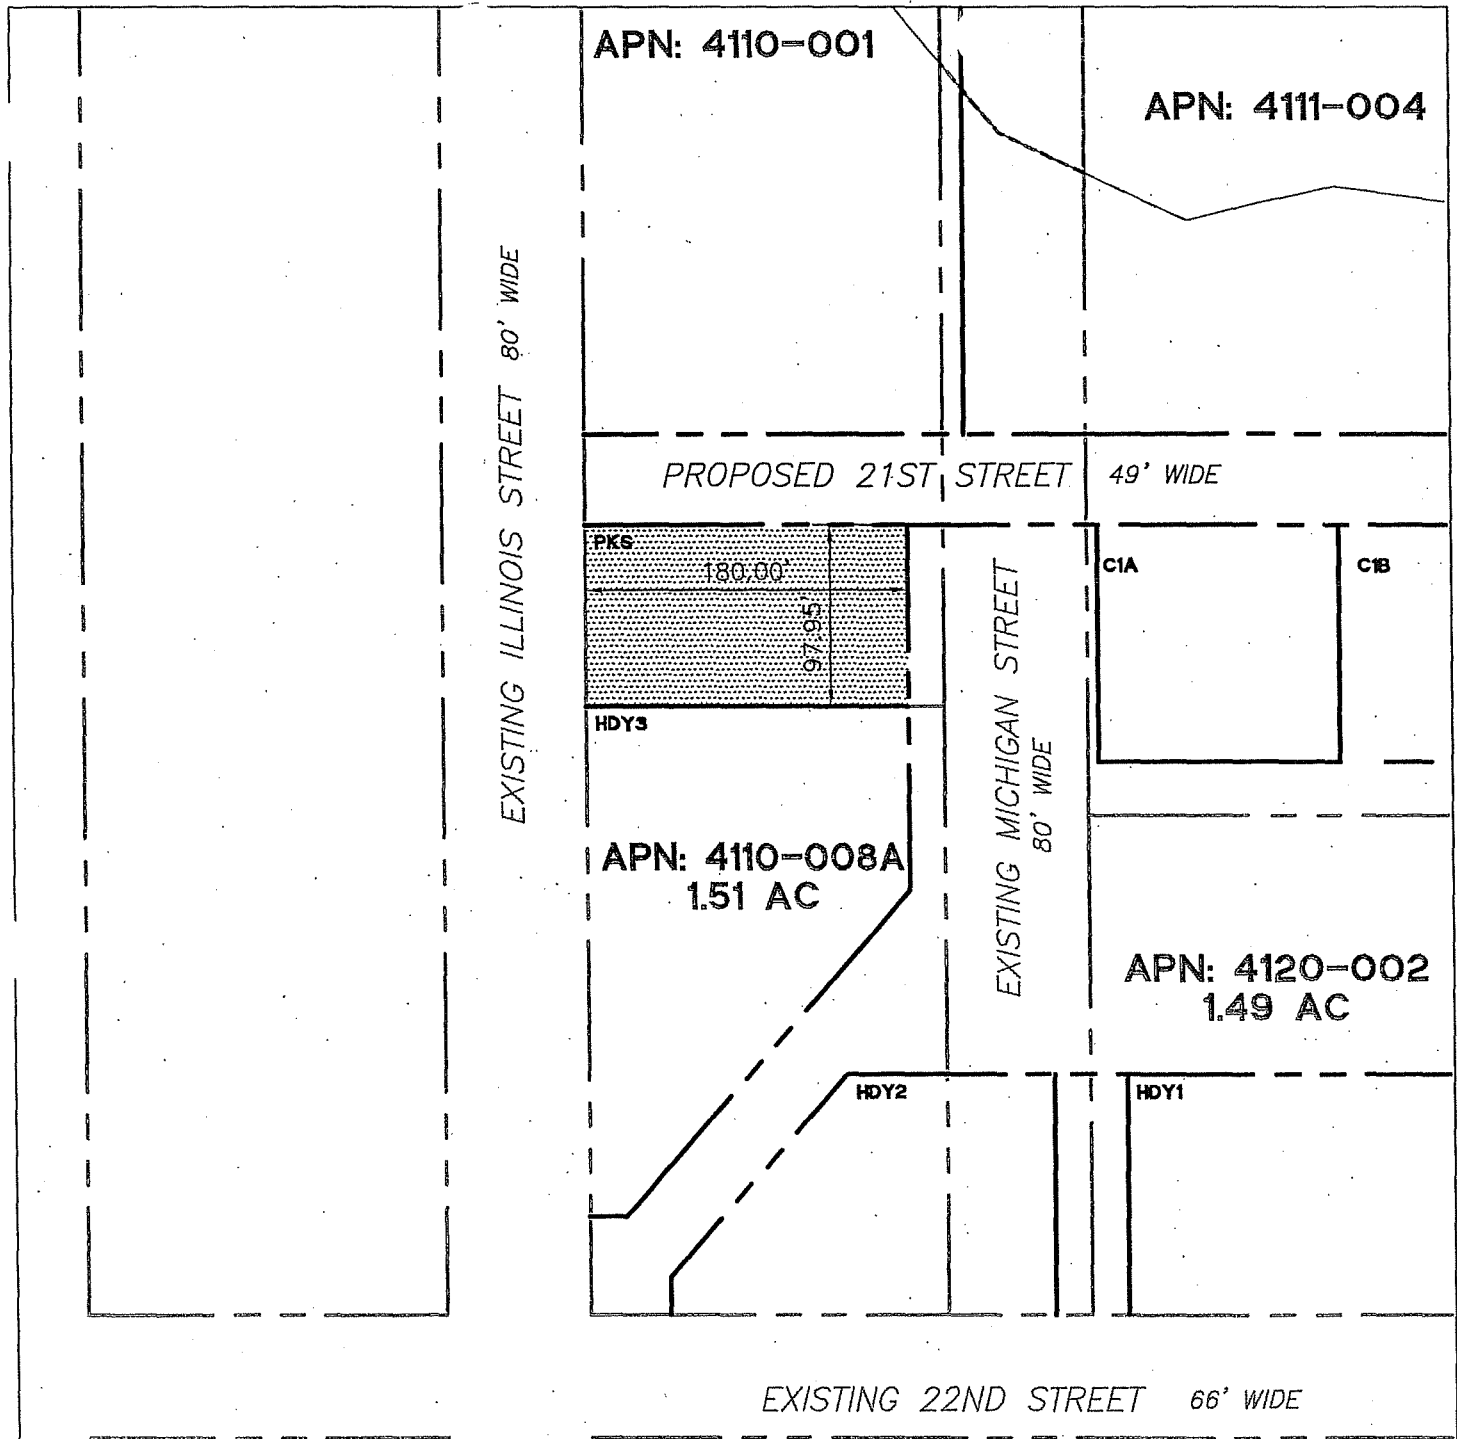 APN: 4110-001
APN: 4111-004
EXISTING ILLINOIS STREET 80' WIDE
PROPOSED 21ST STREET 49' WIDE
PKS
180.00'
97.95'
C1A
C1B
EXISTING MICHIGAN STREET
80' WIDE
HDY3
APN: 4110-008A
1.51 AC
APN: 4120-002
1.49 AC
HDY2
HDY1
EXISTING 22ND STREET 66' WIDE